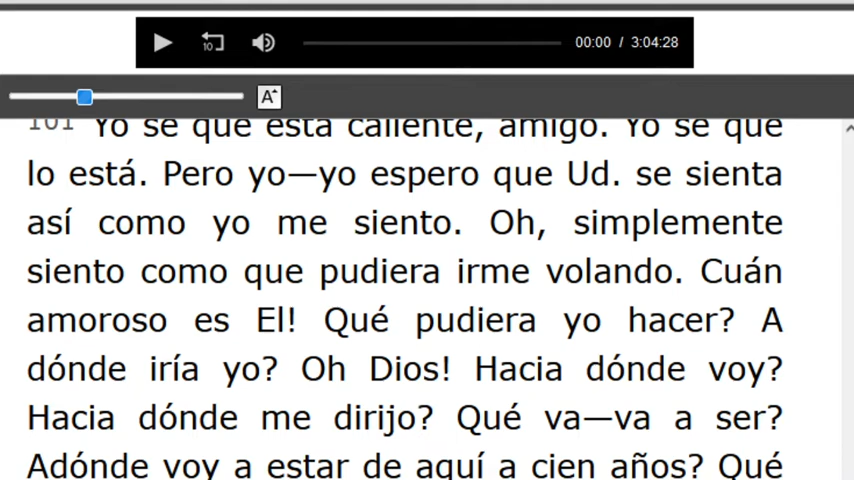 10
00:00 / 3:04:28
A
101 Yo sé que está caliente, amigo. Yo sé que
lo está. Pero yo—yo espero que Ud. se sienta
así como yo me siento. Oh, simplemente
siento como que pudiera irme volando. Cuán
amoroso es El! Qué pudiera yo hacer? A
dónde iría yo? Oh Dios! Hacia dónde voy?
Hacia dónde me dirijo? Qué va—va a ser?
Adónde voy a estar de aquí a cien años? Qué